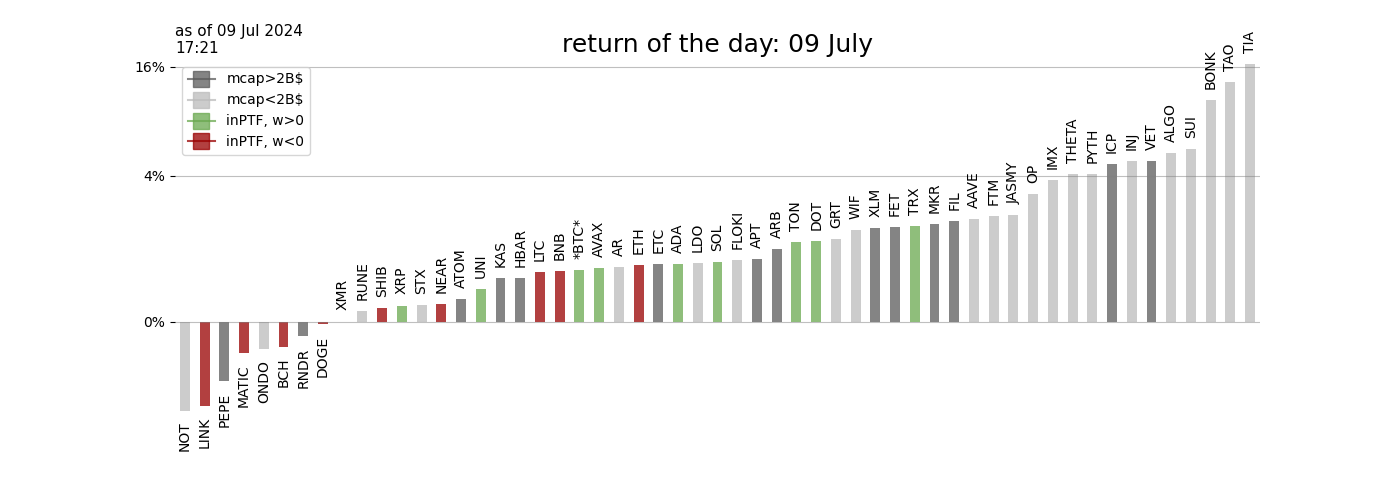 as of 09 Jul 2024
17:21
return of the day: 09 July
16%
4%
0%
mcap>2B$
mcap<2B$
inPTF, w>0
inPTF, w<0
NOT
LINK
PEPE
MATIC
ONDO
BCH
RNDR
DOGE
XMR
RUNE
SHIB
XRP
STX
NEAR
ATOM
UNI
KAS
HBAR
LTC
BNB
*BTC*
AVAX
AR
ETH
ETC
ADA
LDO
SOL
FLOKI
APT
ARB
TON
DOT
GRT
WIF
XLM
FET
TRX
MKR
FIL
AAVE
FTM
JASMY
OP
IMX
THETA
PYTH
ICP
INJ
VET
ALGO
SUI
BONK
TAO
TIA